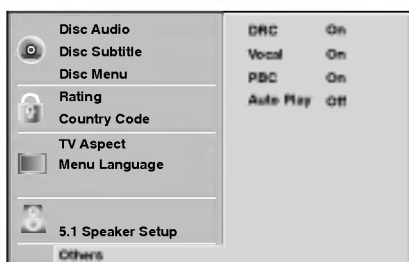 Disc Audio
Disc Subtitle
Disc Menu
Rating
Country Code
TV Aspect
Menu Language
5.1 Speaker Setup
Others
DRC On
Vocal On
PBC On
Auto Play Off